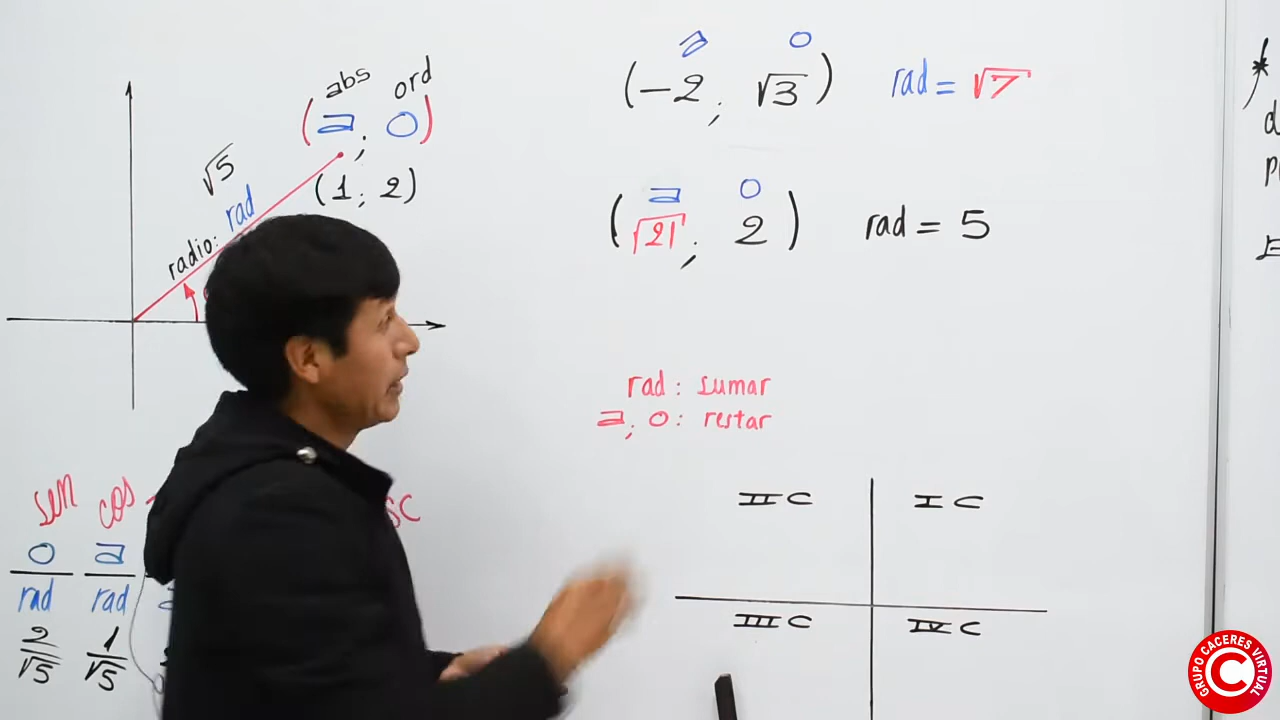 abs ord
(a ; o)
(1 ; 2)
√5
radio: rad
sen cos
o a
rad rad
2 1
√5 √5
a o
(-2 ; √3) rad = √7
a o
(√21 ; 2) rad = 5
rad : sumar
a ; o : restar
II C I C
III C IV C
GRUPO CACERES VIRTUAL
C